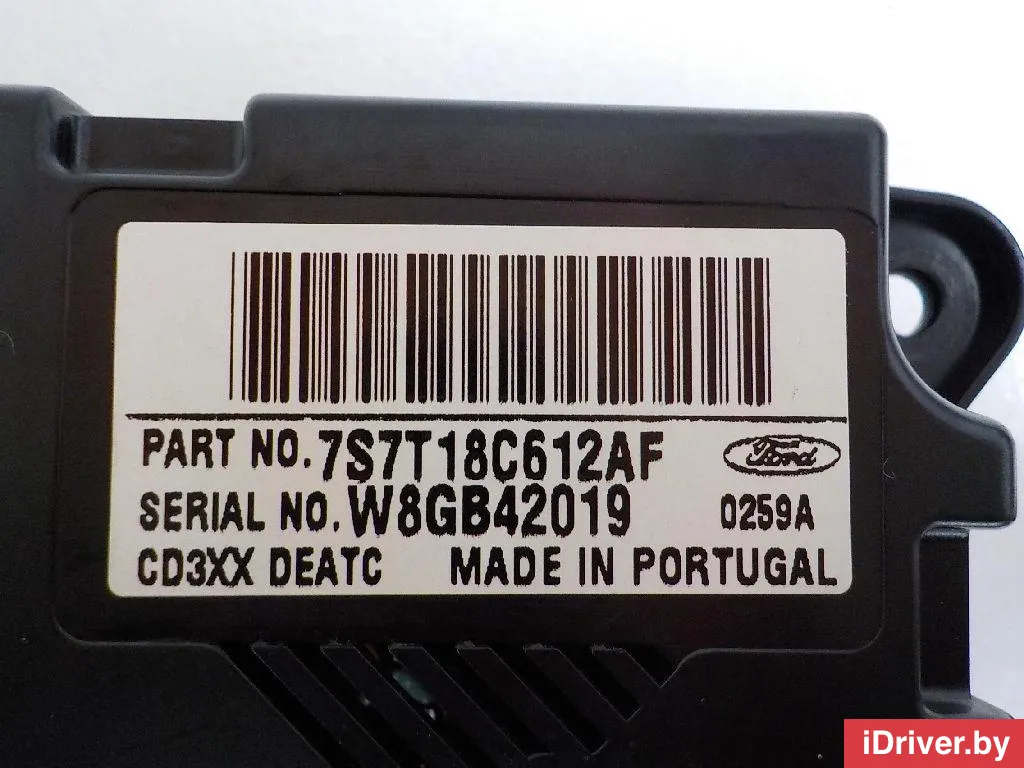 PART NO. 7S7T18C612AF
Ford
SERIAL NO. W8GB42019
0259A
CD3XX DEATC
MADE IN PORTUGAL
iDriver.by